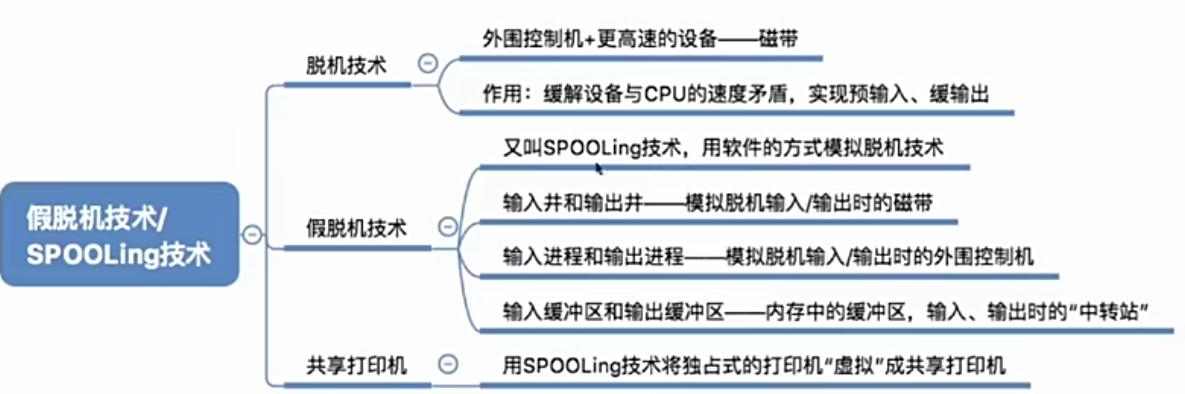 外围控制机+更高速的设备——磁带
脱机技术
作用：缓解设备与CPU的速度矛盾，实现预输入、缓输出
又叫SPOOLing技术，用软件的方式模拟脱机技术
输入井和输出井——模拟脱机输入/输出时的磁带
假脱机技术/
SPOOLing技术
假脱机技术
输入进程和输出进程——模拟脱机输入/输出时的外围控制机
输入缓冲区和输出缓冲区——内存中的缓冲区，输入、输出时的“中转站”
共享打印机
用SPOOLing技术将独占式的打印机“虚拟”成共享打印机